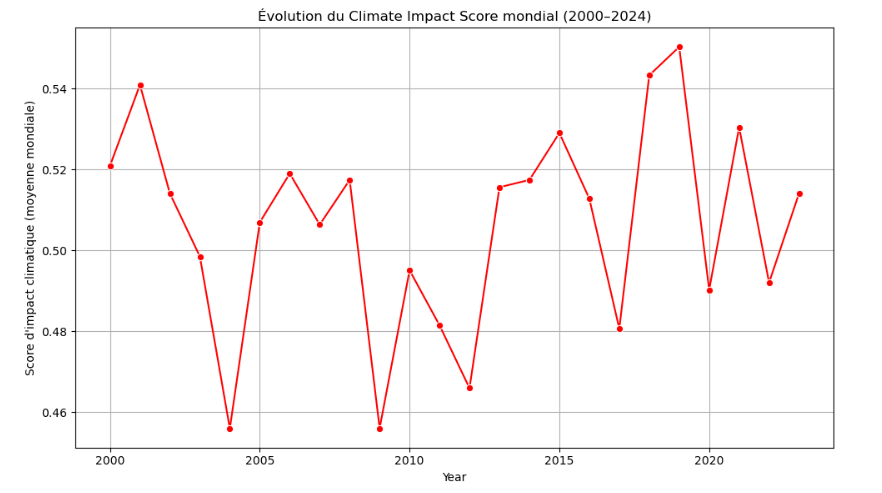 Évolution du Climate Impact Score mondial (2000–2024)
Score d'impact climatique (moyenne mondiale)
0.54
0.52
0.50
0.48
0.46
2000 2005 2010 2015 2020
Year